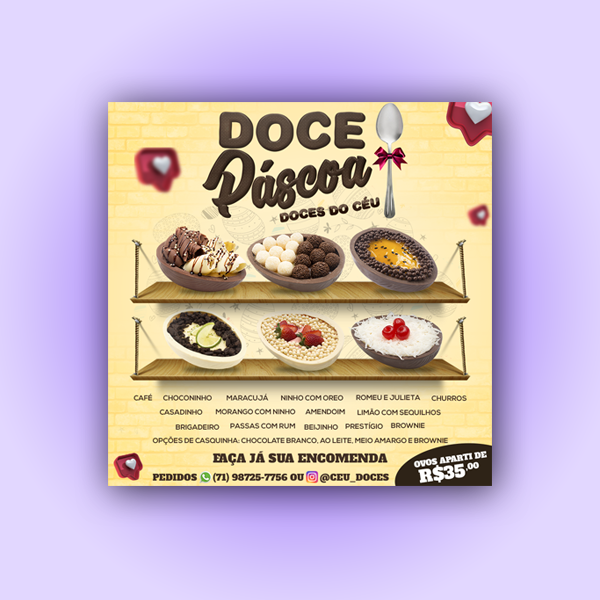 DOCE
Páscoa
DOCES DO CÉU
CAFÉ CHOCONINHO MARACUJÁ NINHO COM OREO ROMEU E JULIETA CHURROS
CASADINHO MORANGO COM NINHO AMENDOIM LIMÃO COM SEQUILHOS
BRIGADEIRO PASSAS COM RUM BEIJINHO PRESTÍGIO BROWNIE
OPÇÕES DE CASQUINHA: CHOCOLATE BRANCO, AO LEITE, MEIO AMARGO E BROWNIE
FAÇA JÁ SUA ENCOMENDA
PEDIDOS (71) 98725-7756 OU @CEU_DOCES
OVOS APARTI DE
R$35,00